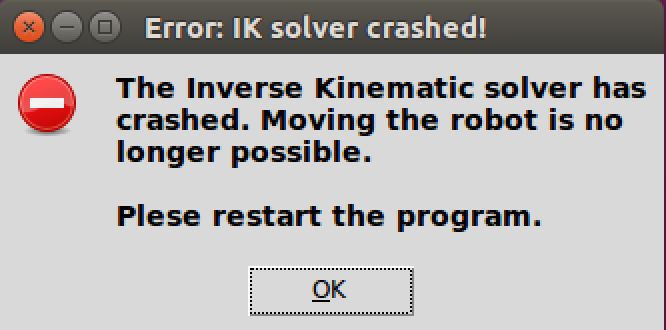 Error: IK solver crashed!
The Inverse Kinematic solver has
crashed. Moving the robot is no
longer possible.
Plese restart the program.
OK